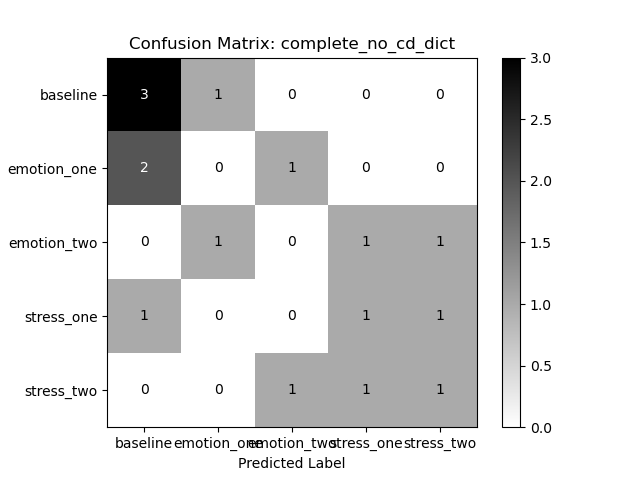 Confusion Matrix: complete_no_cd_dict
baseline 3 1 0 0 0
emotion_one 2 0 1 0 0
emotion_two 0 1 0 1 1
stress_one 1 0 0 1 1
stress_two 0 0 1 1 1
baseline emotion_one emotion_two stress_one stress_two
Predicted Label
3.0
2.5
2.0
1.5
1.0
0.5
0.0